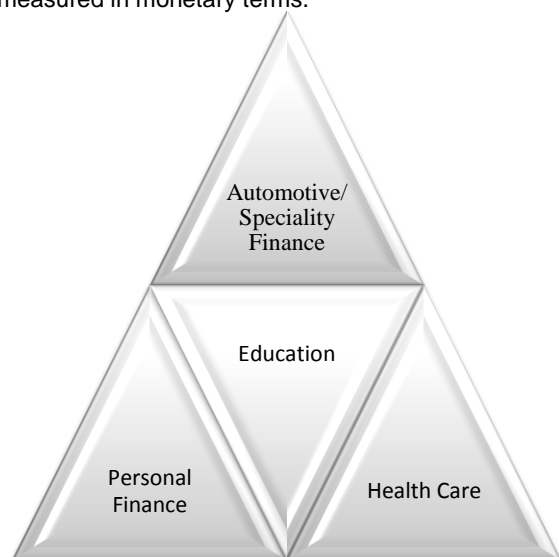 measured in monetary terms.
Automotive/
Speciality
Finance
Education
Personal
Finance
Health Care